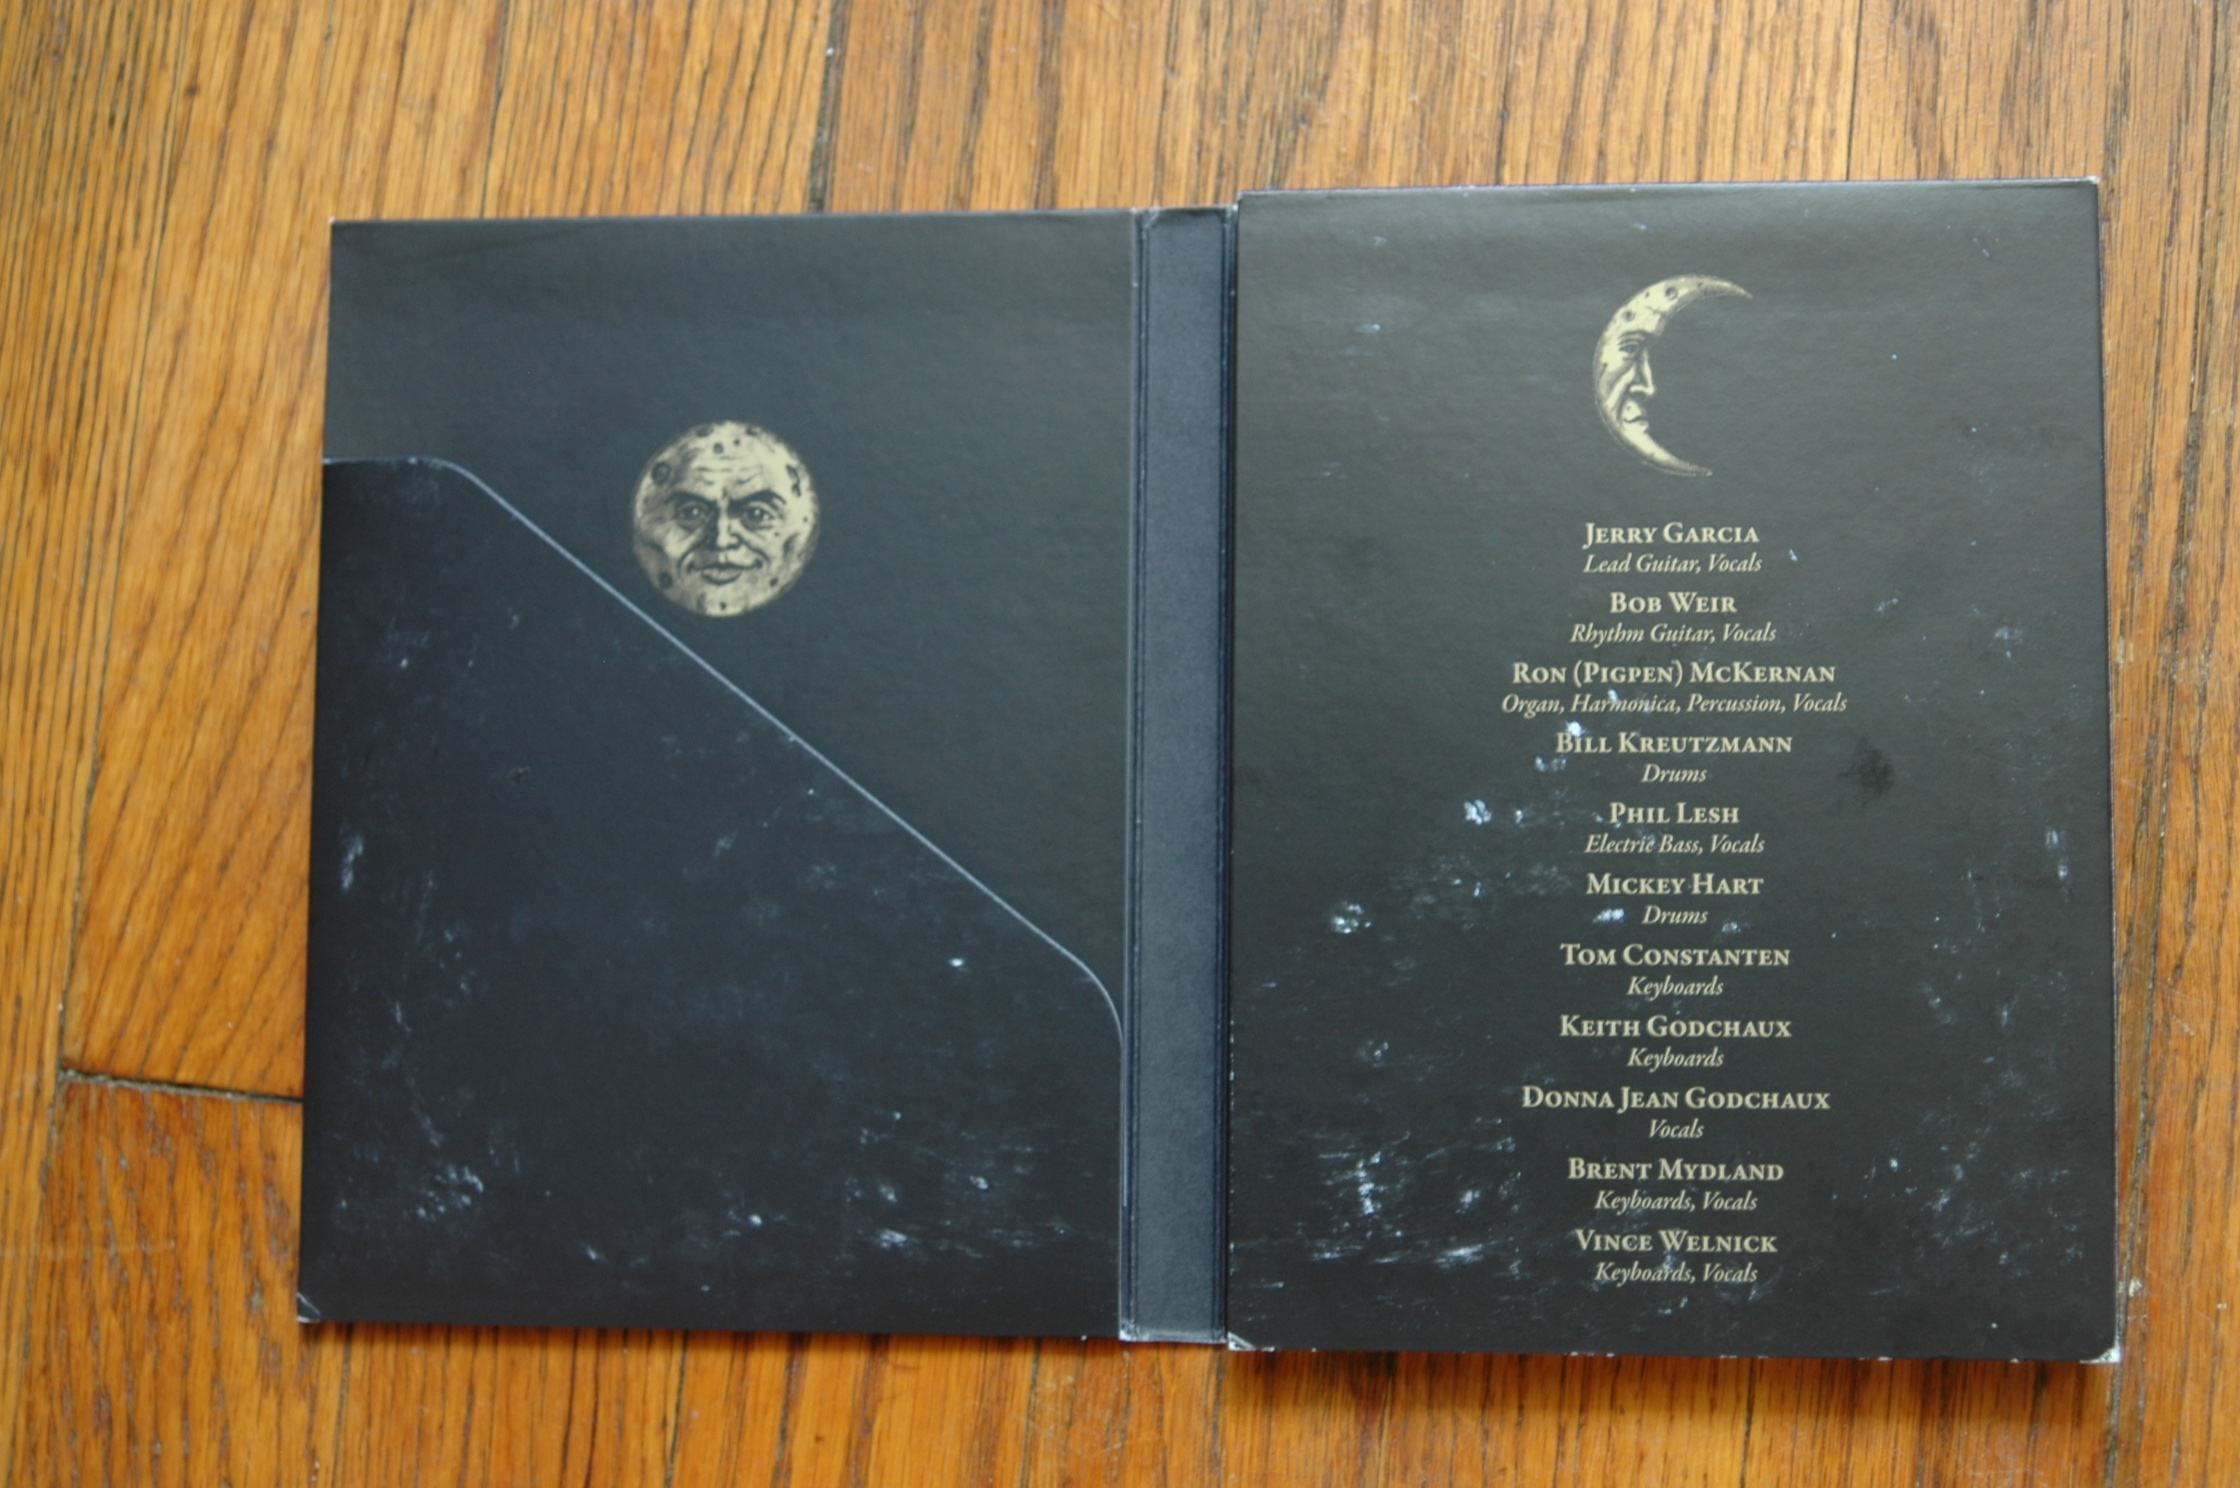 Jerry Garcia
Lead Guitar, Vocals
Bob Weir
Rhythm Guitar, Vocals
Ron (Pigpen) McKernan
Organ, Harmonica, Percussion, Vocals
Bill Kreutzmann
Drums
Phil Lesh
Electric Bass, Vocals
Mickey Hart
Drums
Tom Constanten
Keyboards
Keith Godchaux
Keyboards
Donna Jean Godchaux
Vocals
Brent Mydland
Keyboards, Vocals
Vince Welnick
Keyboards, Vocals